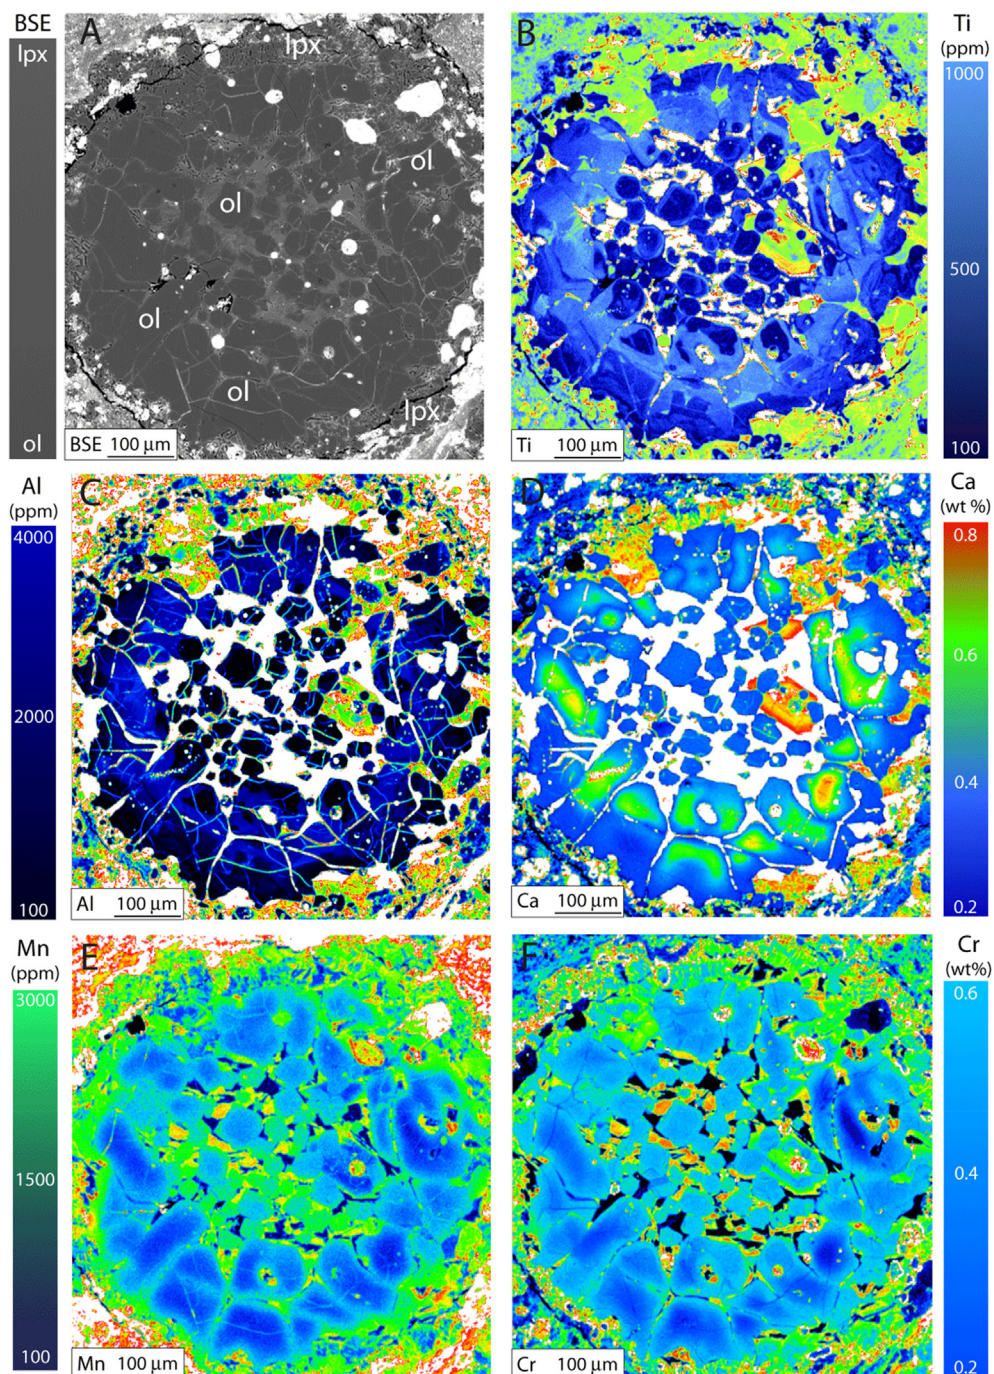 BSE
lpx
ol
A
lpx
ol
ol
ol
ol
lpx
BSE 100 µm
B
Ti 100 µm
Ti
(ppm)
1000
500
100
Al
(ppm)
4000
2000
100
C
Al 100 µm
D
Ca 100 µm
Ca
(wt %)
0.8
0.6
0.4
0.2
Mn
(ppm)
3000
1500
100
E
Mn 100 µm
F
Cr 100 µm
Cr
(wt%)
0.6
0.4
0.2